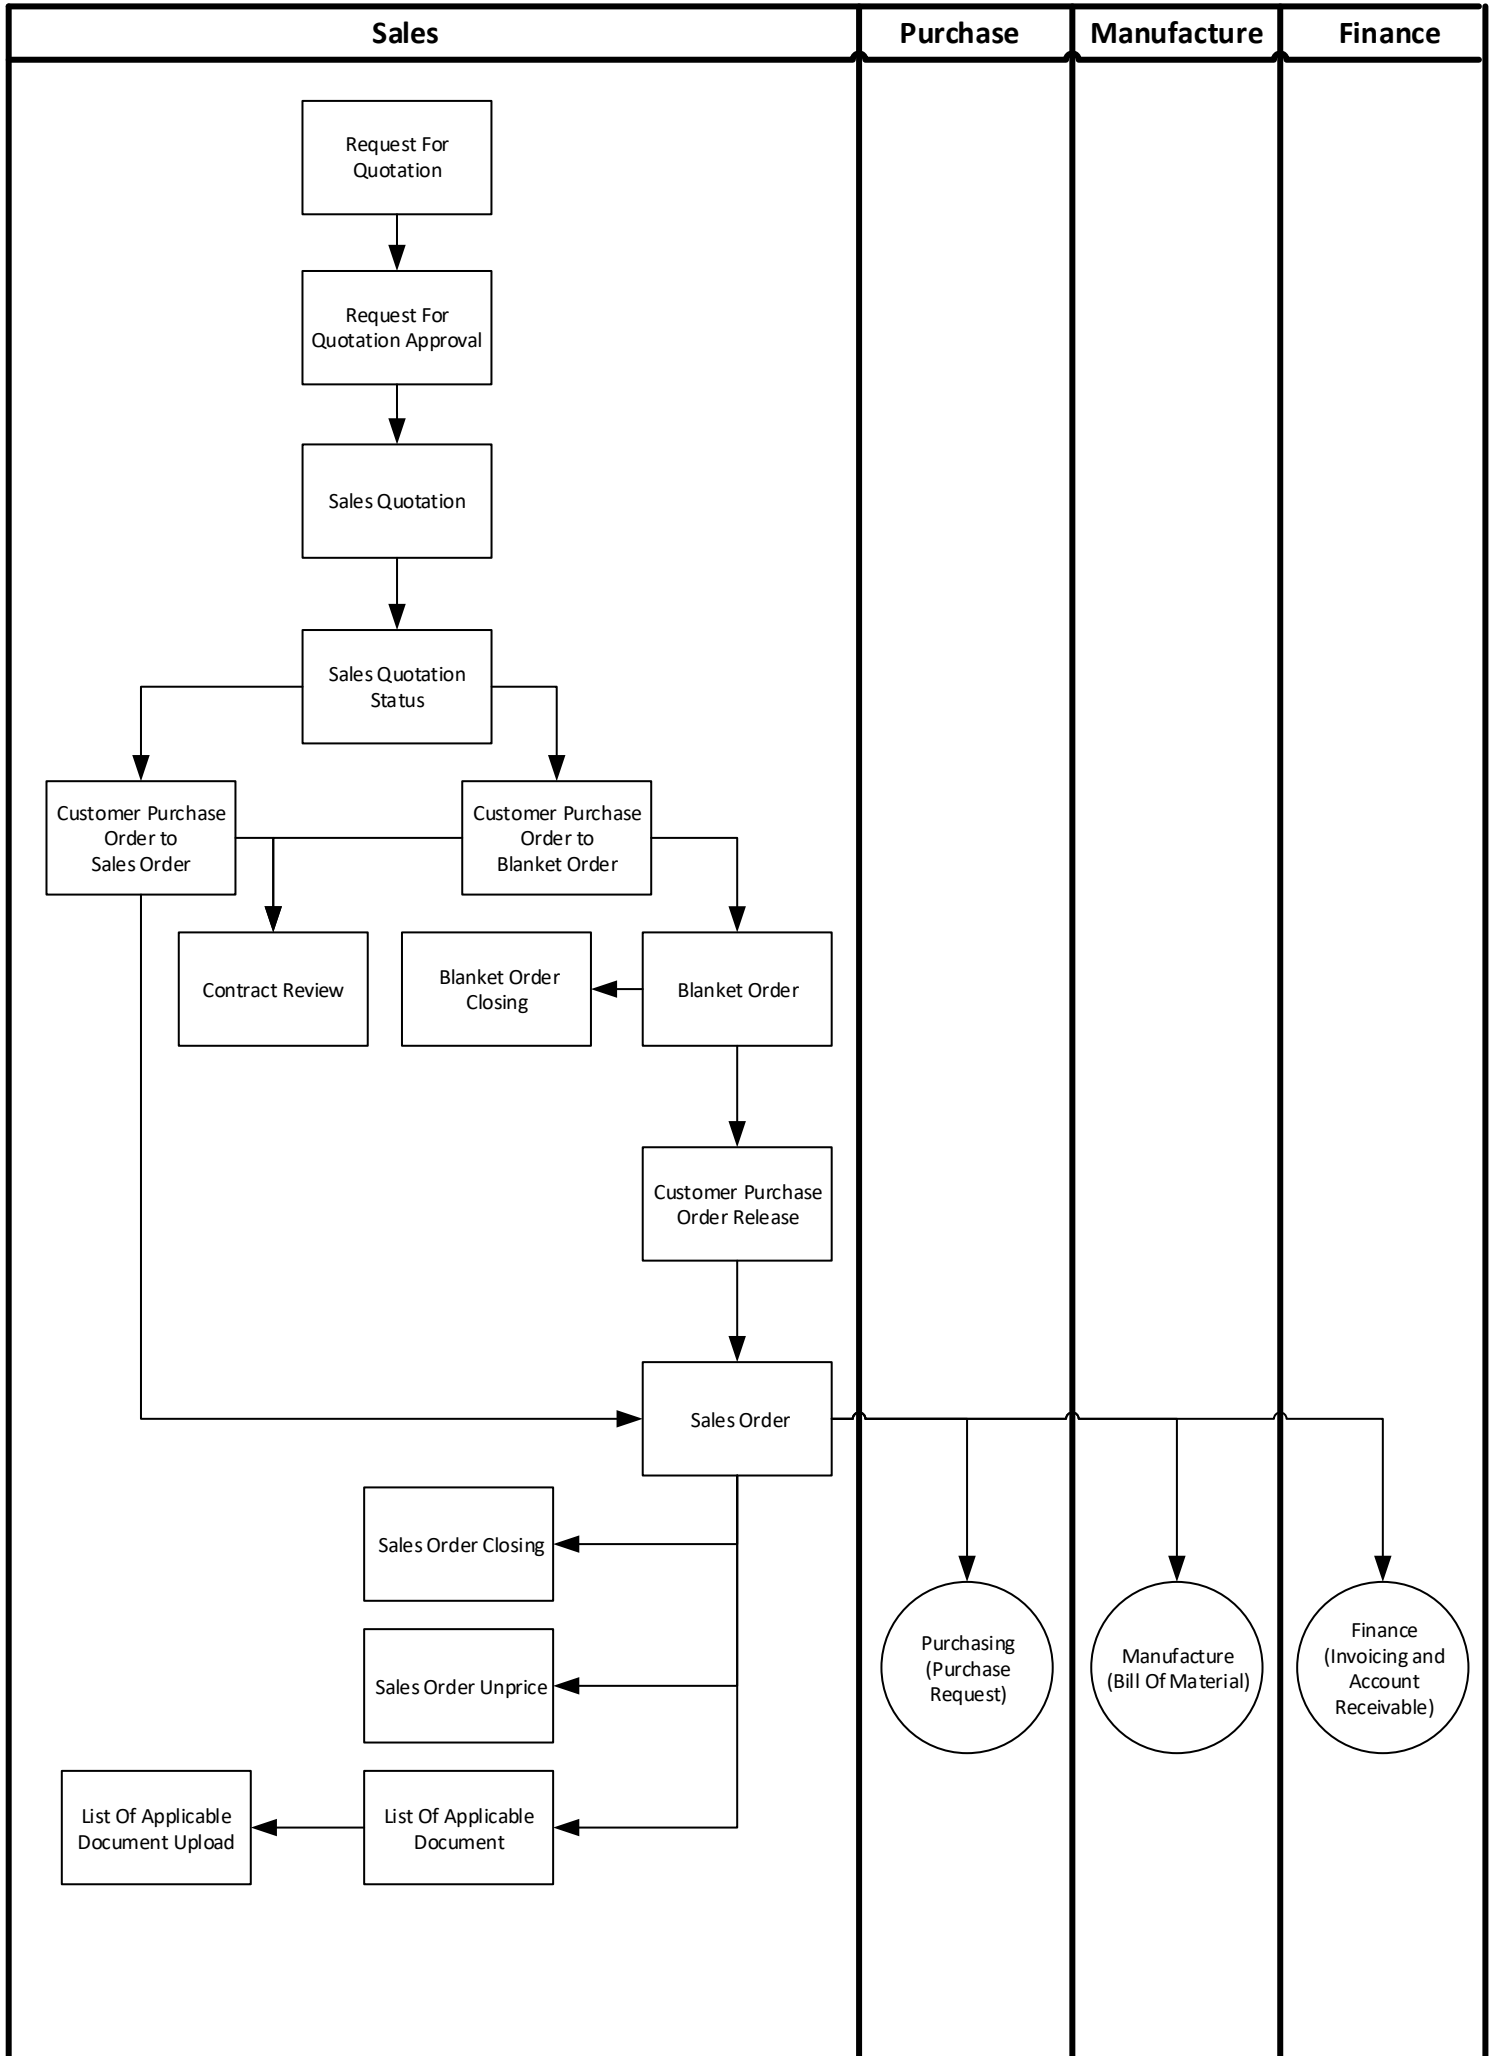 Sales
Purchase
Manufacture
Finance
Request For
Quotation
Request For
Quotation Approval
Sales Quotation
Sales Quotation
Status
Customer Purchase
Order to
Sales Order
Customer Purchase
Order to
Blanket Order
Contract Review
Blanket Order
Closing
Blanket Order
Customer Purchase
Order Release
Sales Order
Sales Order Closing
Sales Order Unprice
Purchasing
(Purchase
Request)
Manufacture
(Bill Of Material)
Finance
(Invoicing and
Account
Receivable)
List Of Applicable
Document Upload
List Of Applicable
Document